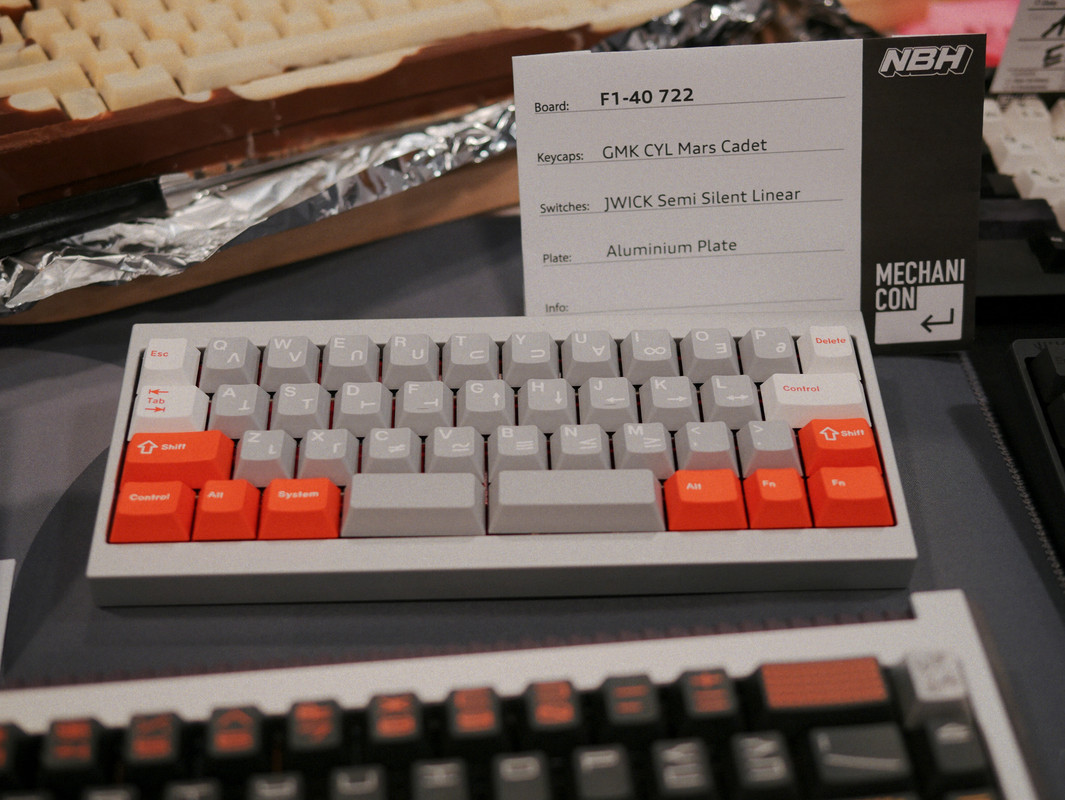 NBH
Board: F1-40 722
Keycaps: GMK CYL Mars Cadet
Switches: JWICK Semi Silent Linear
Plate: Aluminium Plate
Info:
MECHANI
CON
Esc Q W E R T Y U I O P Delete
Tab A S T D F G ↑ H ↓ J ← K → L ↔ Control
Shift Z X C V B N M < > Shift
Control Alt System Alt Fn Fn